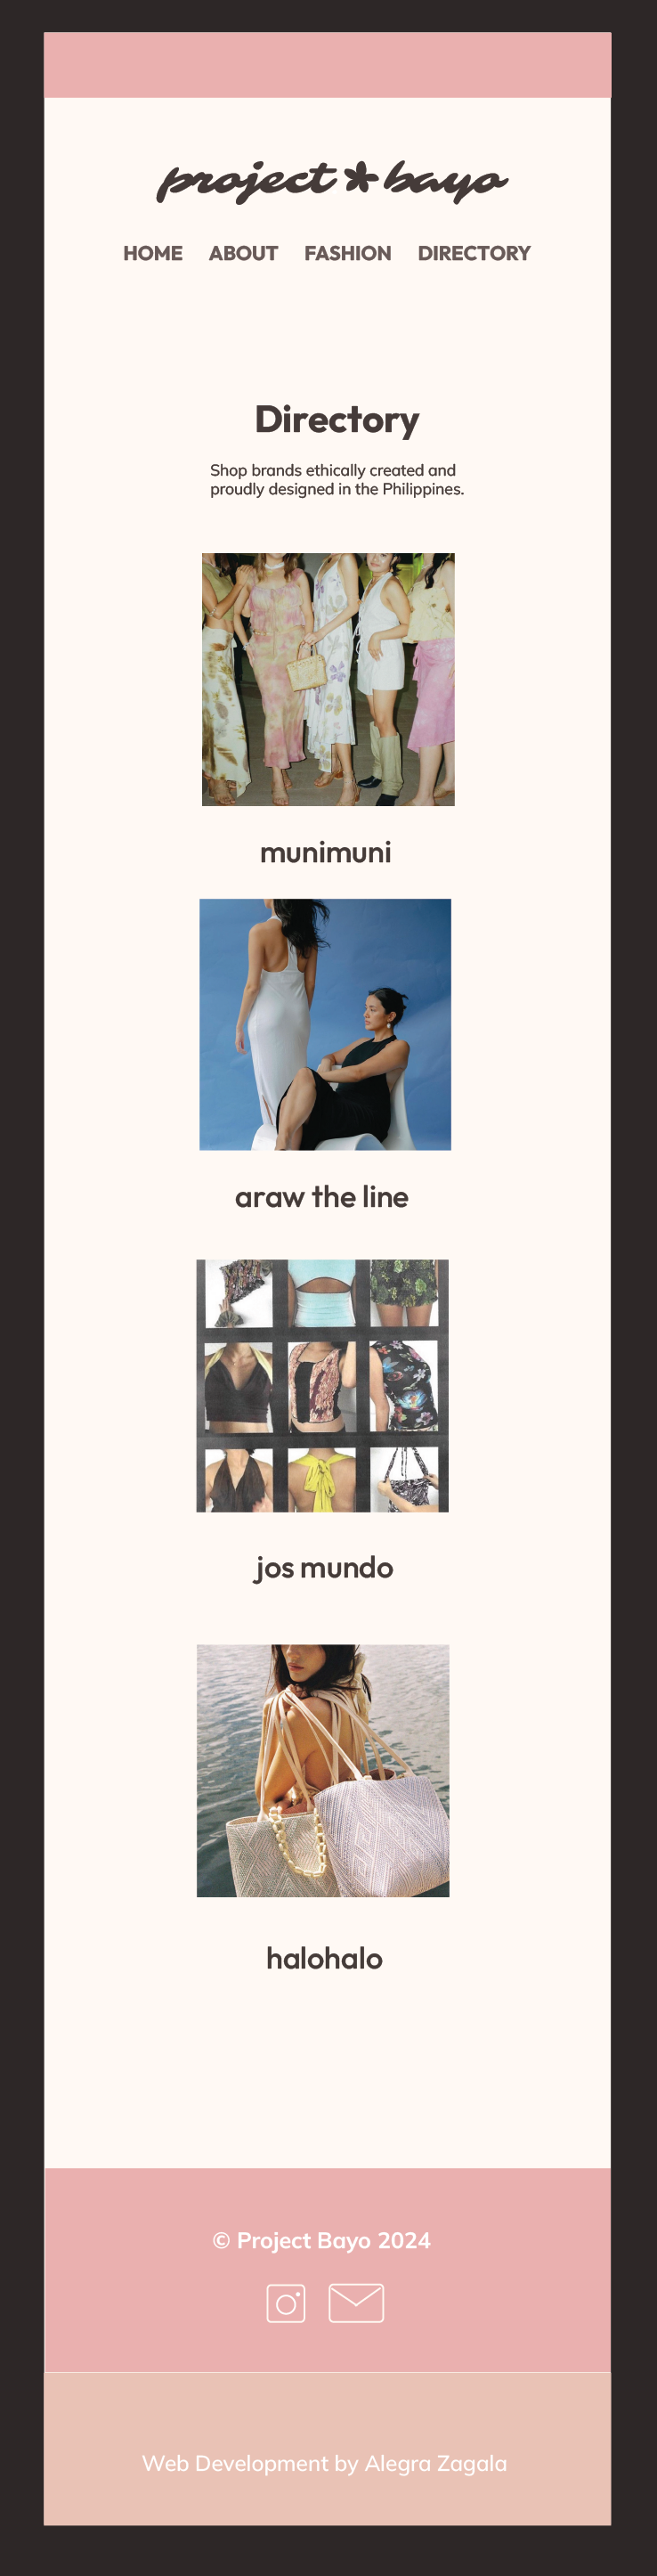 project * bayo
HOME ABOUT FASHION DIRECTORY
Directory
Shop brands ethically created and
proudly designed in the Philippines.
munimuni
araw the line
jos mundo
halohalo
© Project Bayo 2024
Web Development by Alegra Zagala